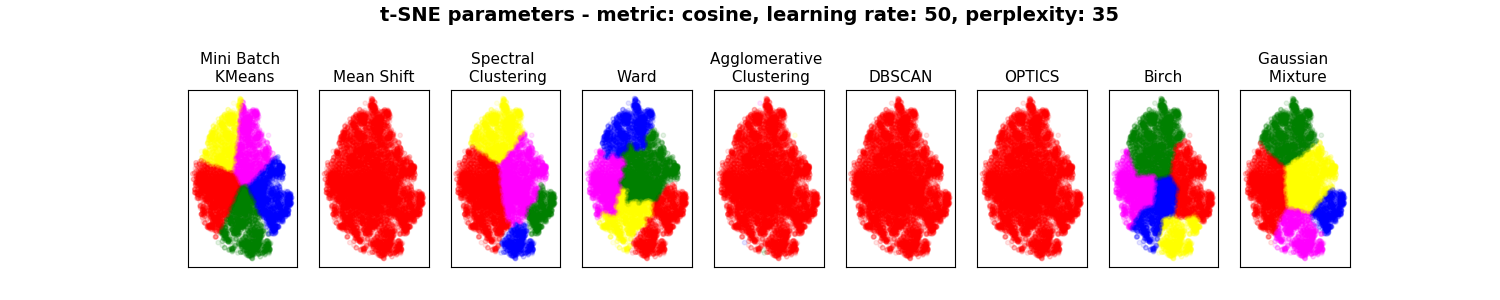 t-SNE parameters - metric: cosine, learning rate: 50, perplexity: 35
Mini Batch
KMeans
Mean Shift
Spectral
Clustering
Ward
Agglomerative
Clustering
DBSCAN
OPTICS
Birch
Gaussian
Mixture